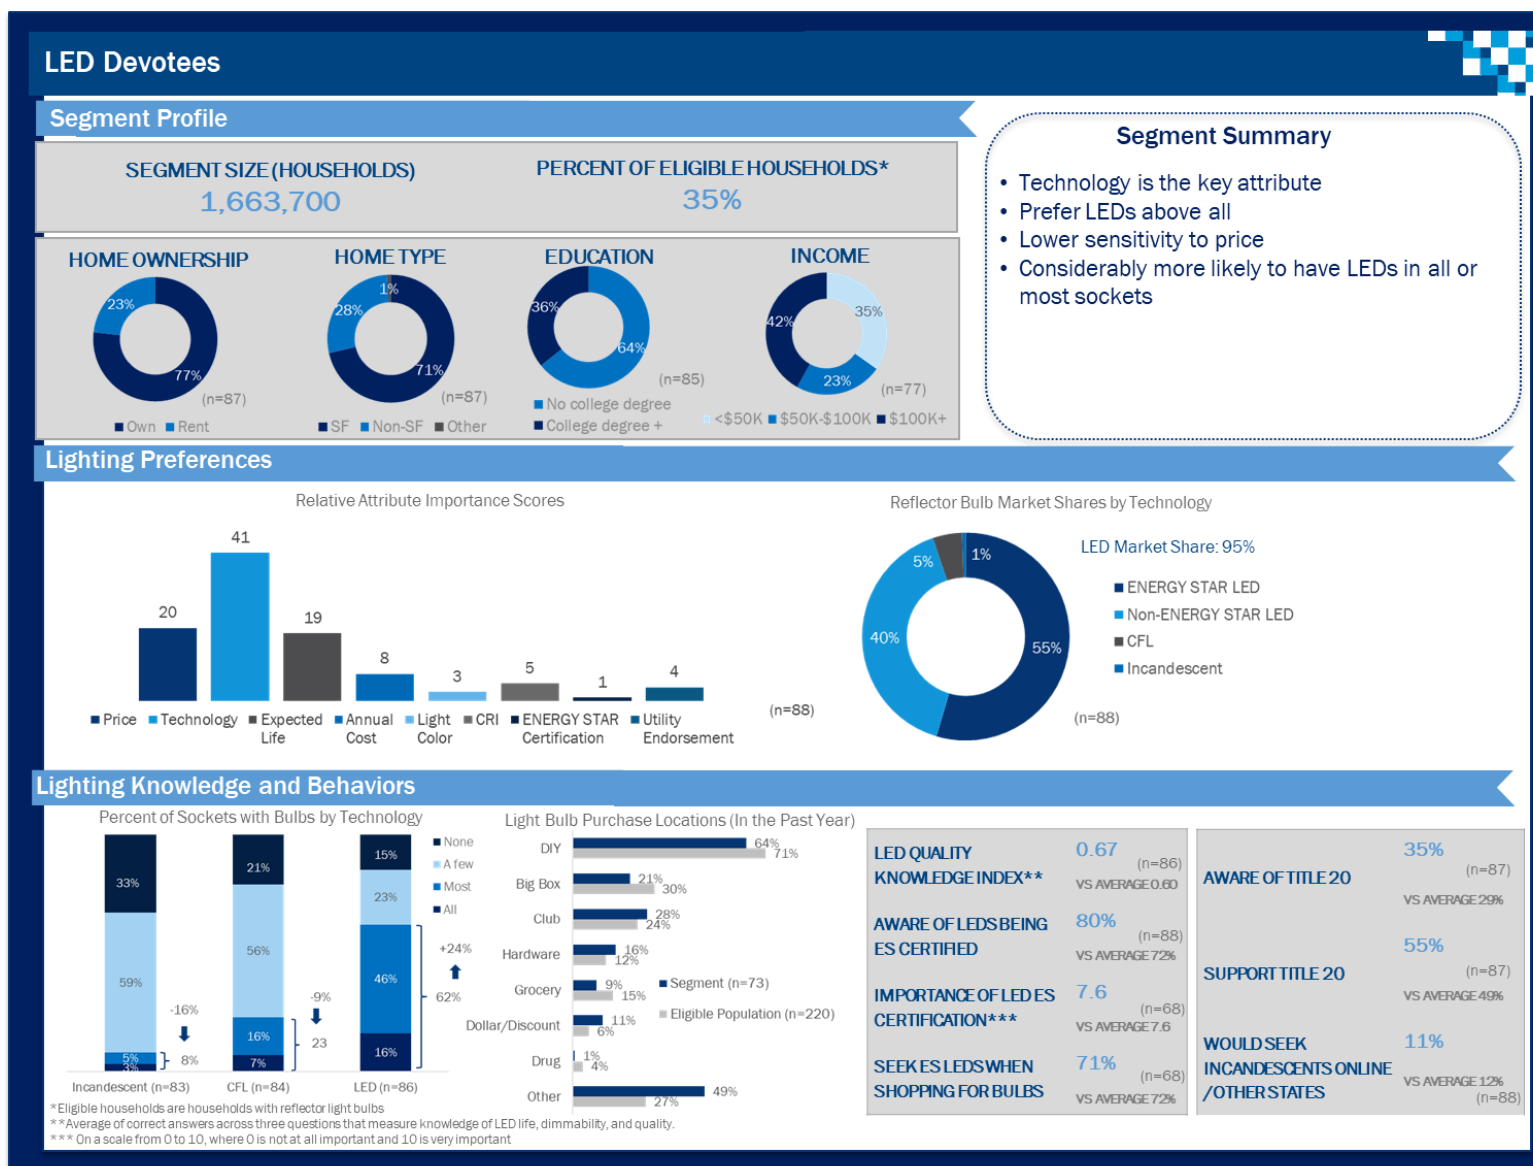 LED Devotees
Segment Profile
SEGMENT SIZE (HOUSEHOLDS)
1,663,700
PERCENT OF ELIGIBLE HOUSEHOLDS*
35%
HOME OWNERSHIP
23%
77%
(n=87)
Own Rent
HOME TYPE
1%
28%
71%
(n=87)
SF Non-SF Other
EDUCATION
36%
64%
(n=85)
No college degree
College degree +
INCOME
35%
42%
23%
(n=77)
<$50K $50K-$100K $100K+
Segment Summary
• Technology is the key attribute
• Prefer LEDs above all
• Lower sensitivity to price
• Considerably more likely to have LEDs in all or
most sockets
Lighting Preferences
Relative Attribute Importance Scores
20
41
19
8
3
5
1
4
Price Technology Expected Life Annual Cost Light Color CRI ENERGY STAR Certification Utility Endorsement
(n=88)
Reflector Bulb Market Shares by Technology
LED Market Share: 95%
5%
1%
40%
55%
ENERGY STAR LED
Non-ENERGY STAR LED
CFL
Incandescent
(n=88)
Lighting Knowledge and Behaviors
Percent of Sockets with Bulbs by Technology
None
A few
Most
All
33%
59%
5%
3%
-16%
8%
21%
56%
16%
7%
-9%
23
15%
23%
46%
16%
+24%
62%
Incandescent (n=83) CFL (n=84) LED (n=86)
Light Bulb Purchase Locations (In the Past Year)
DIY 64% 71%
Big Box 21% 30%
Club 28% 24%
Hardware 16% 12%
Grocery 9% 15%
Dollar/Discount 11% 6%
Drug 1% 4%
Other 49% 27%
Segment (n=73)
Eligible Population (n=220)
LED QUALITY
KNOWLEDGE INDEX**
0.67
(n=86)
VS AVERAGE 0.60
AWARE OF LEDS BEING
ES CERTIFIED
80%
(n=88)
VS AVERAGE 72%
IMPORTANCE OF LED ES
CERTIFICATION***
7.6
(n=68)
VS AVERAGE 7.6
SEEK ES LEDS WHEN
SHOPPING FOR BULBS
71%
(n=68)
VS AVERAGE 72%
AWARE OF TITLE 20
35%
(n=87)
VS AVERAGE 29%
SUPPORT TITLE 20
55%
(n=87)
VS AVERAGE 49%
WOULD SEEK
INCANDESCENTS ONLINE
/OTHER STATES
11%
VS AVERAGE 12%
(n=88)
*Eligible households are households with reflector light bulbs
**Average of correct answers across three questions that measure knowledge of LED life, dimmability, and quality.
*** On a scale from 0 to 10, where 0 is not at all important and 10 is very important